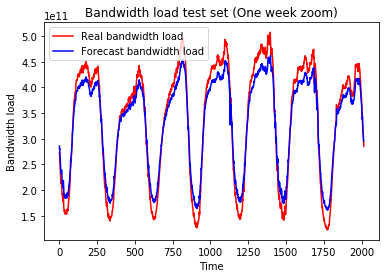 Bandwidth load test set (One week zoom)
1e11
Real bandwidth load
Forecast bandwidth load
5.0
4.5
4.0
3.5
3.0
2.5
2.0
1.5
Bandwidth load
0 250 500 750 1000 1250 1500 1750 2000
Time